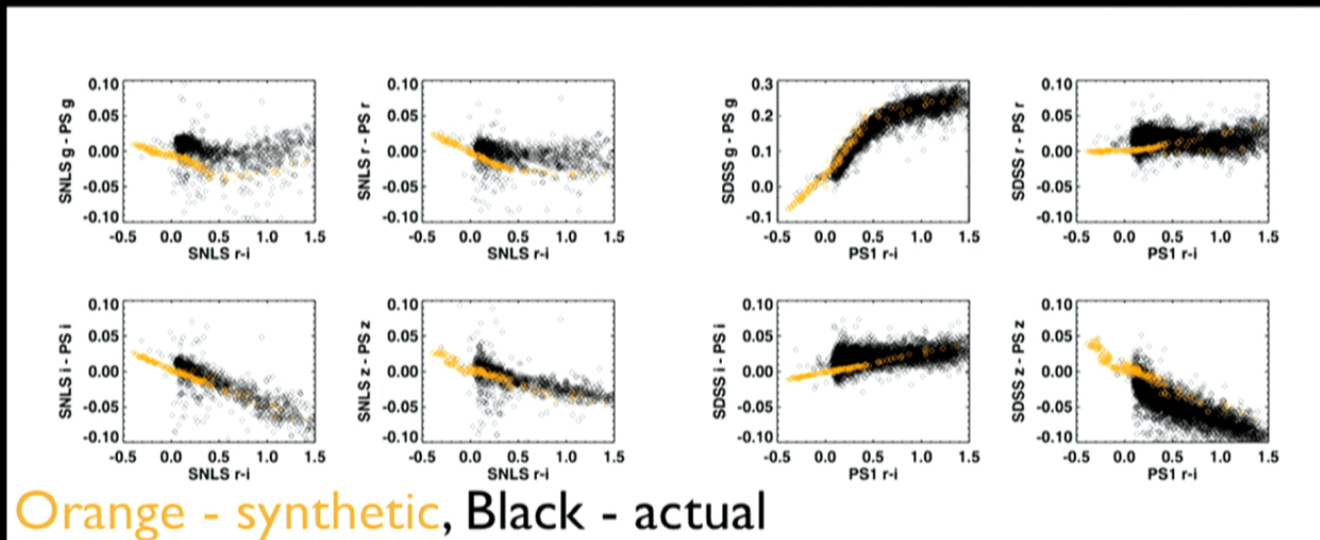 0.10
0.05
0.00
-0.05
-0.10
SNLS g - PS g
-0.5 0.0 0.5 1.0 1.5
SNLS r-i
0.10
0.05
0.00
-0.05
-0.10
SNLS r - PS r
-0.5 0.0 0.5 1.0 1.5
SNLS r-i
0.3
0.2
0.1
0.0
-0.1
SDSS g - PS g
-0.5 0.0 0.5 1.0 1.5
PS1 r-i
0.10
0.05
0.00
-0.05
-0.10
SDSS r - PS r
-0.5 0.0 0.5 1.0 1.5
PS1 r-i
0.10
0.05
0.00
-0.05
-0.10
SNLS i - PS i
-0.5 0.0 0.5 1.0 1.5
SNLS r-i
0.10
0.05
0.00
-0.05
-0.10
SNLS z - PS z
-0.5 0.0 0.5 1.0 1.5
SNLS r-i
0.10
0.05
0.00
-0.05
-0.10
SDSS i - PS i
-0.5 0.0 0.5 1.0 1.5
PS1 r-i
0.10
0.05
0.00
-0.05
-0.10
SDSS z - PS z
-0.5 0.0 0.5 1.0 1.5
PS1 r-i
Orange - synthetic, Black - actual